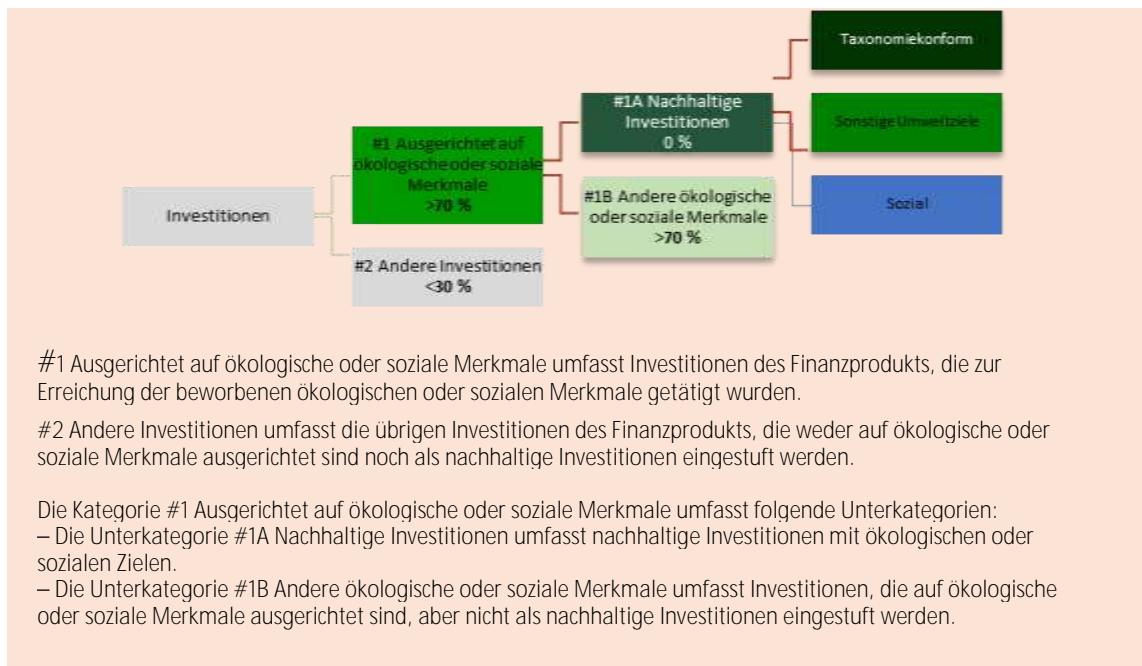 Taxonomiekonform
#1A Nachhaltige
Investitionen
0 %
Sonstige Umweltziele
#1 Ausgerichtet auf
ökologische oder soziale
Merkmale
>70 %
#1B Andere ökologische
oder soziale Merkmale
>70 %
Sozial
Investitionen
#2 Andere Investitionen
<30 %
#1 Ausgerichtet auf ökologische oder soziale Merkmale umfasst Investitionen des Finanzprodukts, die zur
Erreichung der beworbenen ökologischen oder sozialen Merkmale getätigt wurden.
#2 Andere Investitionen umfasst die übrigen Investitionen des Finanzprodukts, die weder auf ökologische oder
soziale Merkmale ausgerichtet sind noch als nachhaltige Investitionen eingestuft werden.
Die Kategorie #1 Ausgerichtet auf ökologische oder soziale Merkmale umfasst folgende Unterkategorien:
– Die Unterkategorie #1A Nachhaltige Investitionen umfasst nachhaltige Investitionen mit ökologischen oder
sozialen Zielen.
– Die Unterkategorie #1B Andere ökologische oder soziale Merkmale umfasst Investitionen, die auf ökologische
oder soziale Merkmale ausgerichtet sind, aber nicht als nachhaltige Investitionen eingestuft werden.